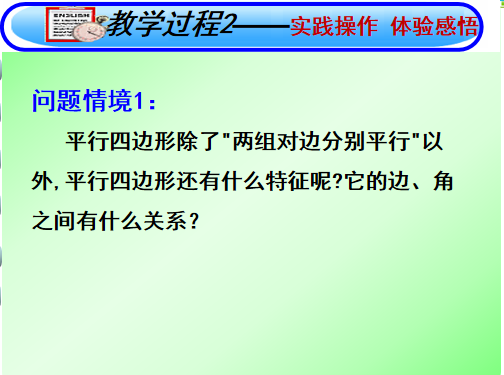 ENGLISH
教学过程2——实践操作 体验感悟
问题情境1：
平行四边形除了"两组对边分别平行"以
外,平行四边形还有什么特征呢?它的边、角
之间有什么关系？